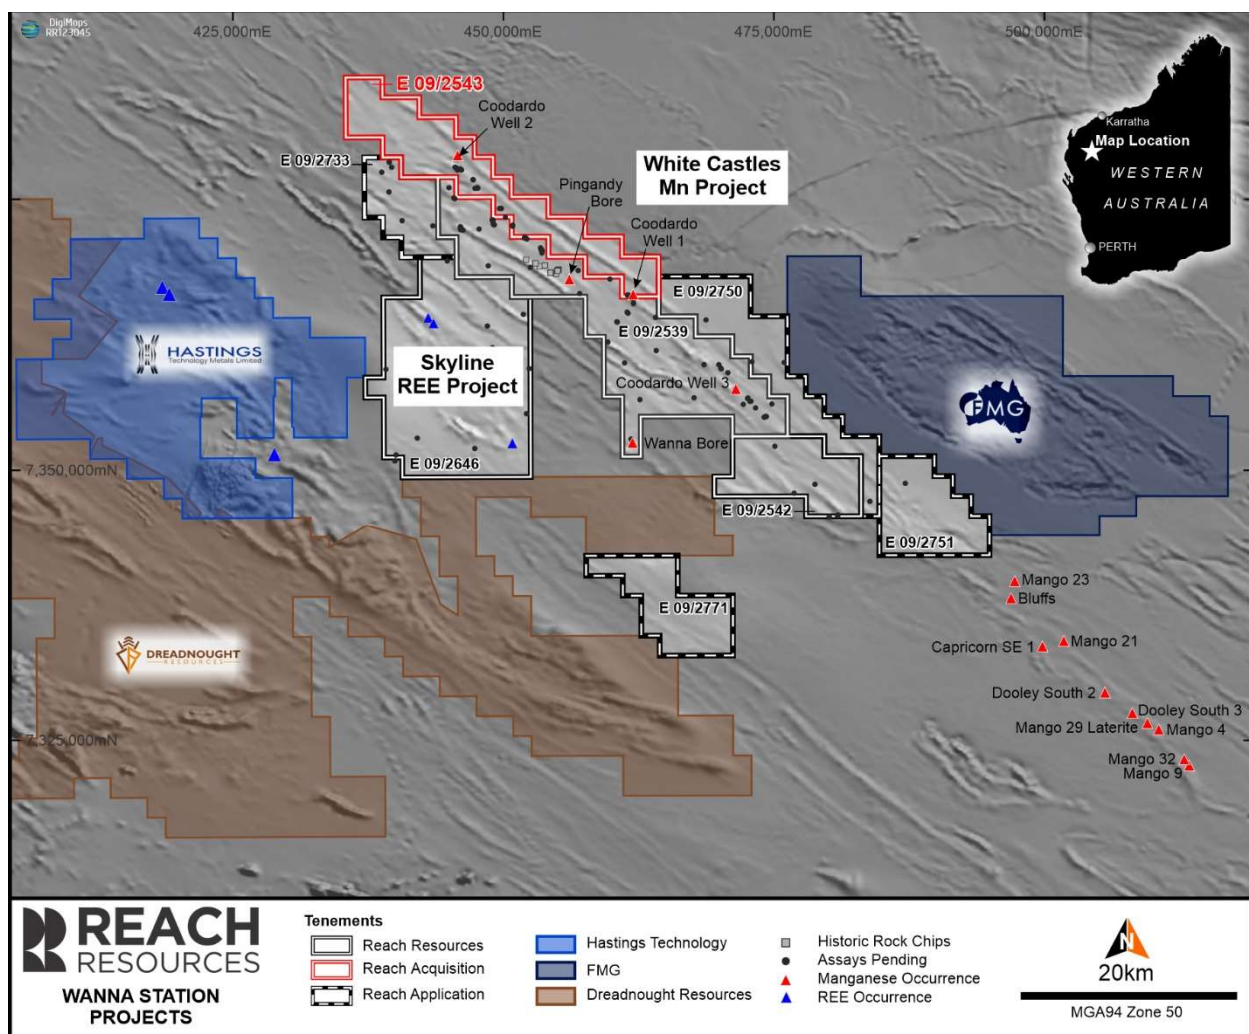 DigiMaps
RR123045
425,000mE
450,000mE
475,000mE
500,000mE
E 09/2543
Coodardo
Well 2
Karratha
Map Location
WESTERN
AUSTRALIA
PERTH
E 09/2733
White Castles
Mn Project
Pingandy
Bore
Coodardo
Well 1
E 09/2750
HASTINGS
Technology Metals Limited
E 09/2539
Skyline
REE Project
Coodardo Well 3
FMG
Wanna Bore
E 09/2646
7,350,000mN
E 09/2542
E 09/2751
Mango 23
Bluffs
E 09/2771
Capricorn SE 1
Mango 21
DREADNOUGHT
RESOURCES
Dooley South 2
Dooley South 3
Mango 29 Laterite
Mango 4
7,325,000mN
Mango 32
Mango 9
REACH
RESOURCES
WANNA STATION
PROJECTS
Tenements
Reach Resources
Reach Acquisition
Reach Application
Hastings Technology
FMG
Dreadnought Resources
Historic Rock Chips
Assays Pending
Manganese Occurrence
REE Occurrence
N
20km
MGA94 Zone 50